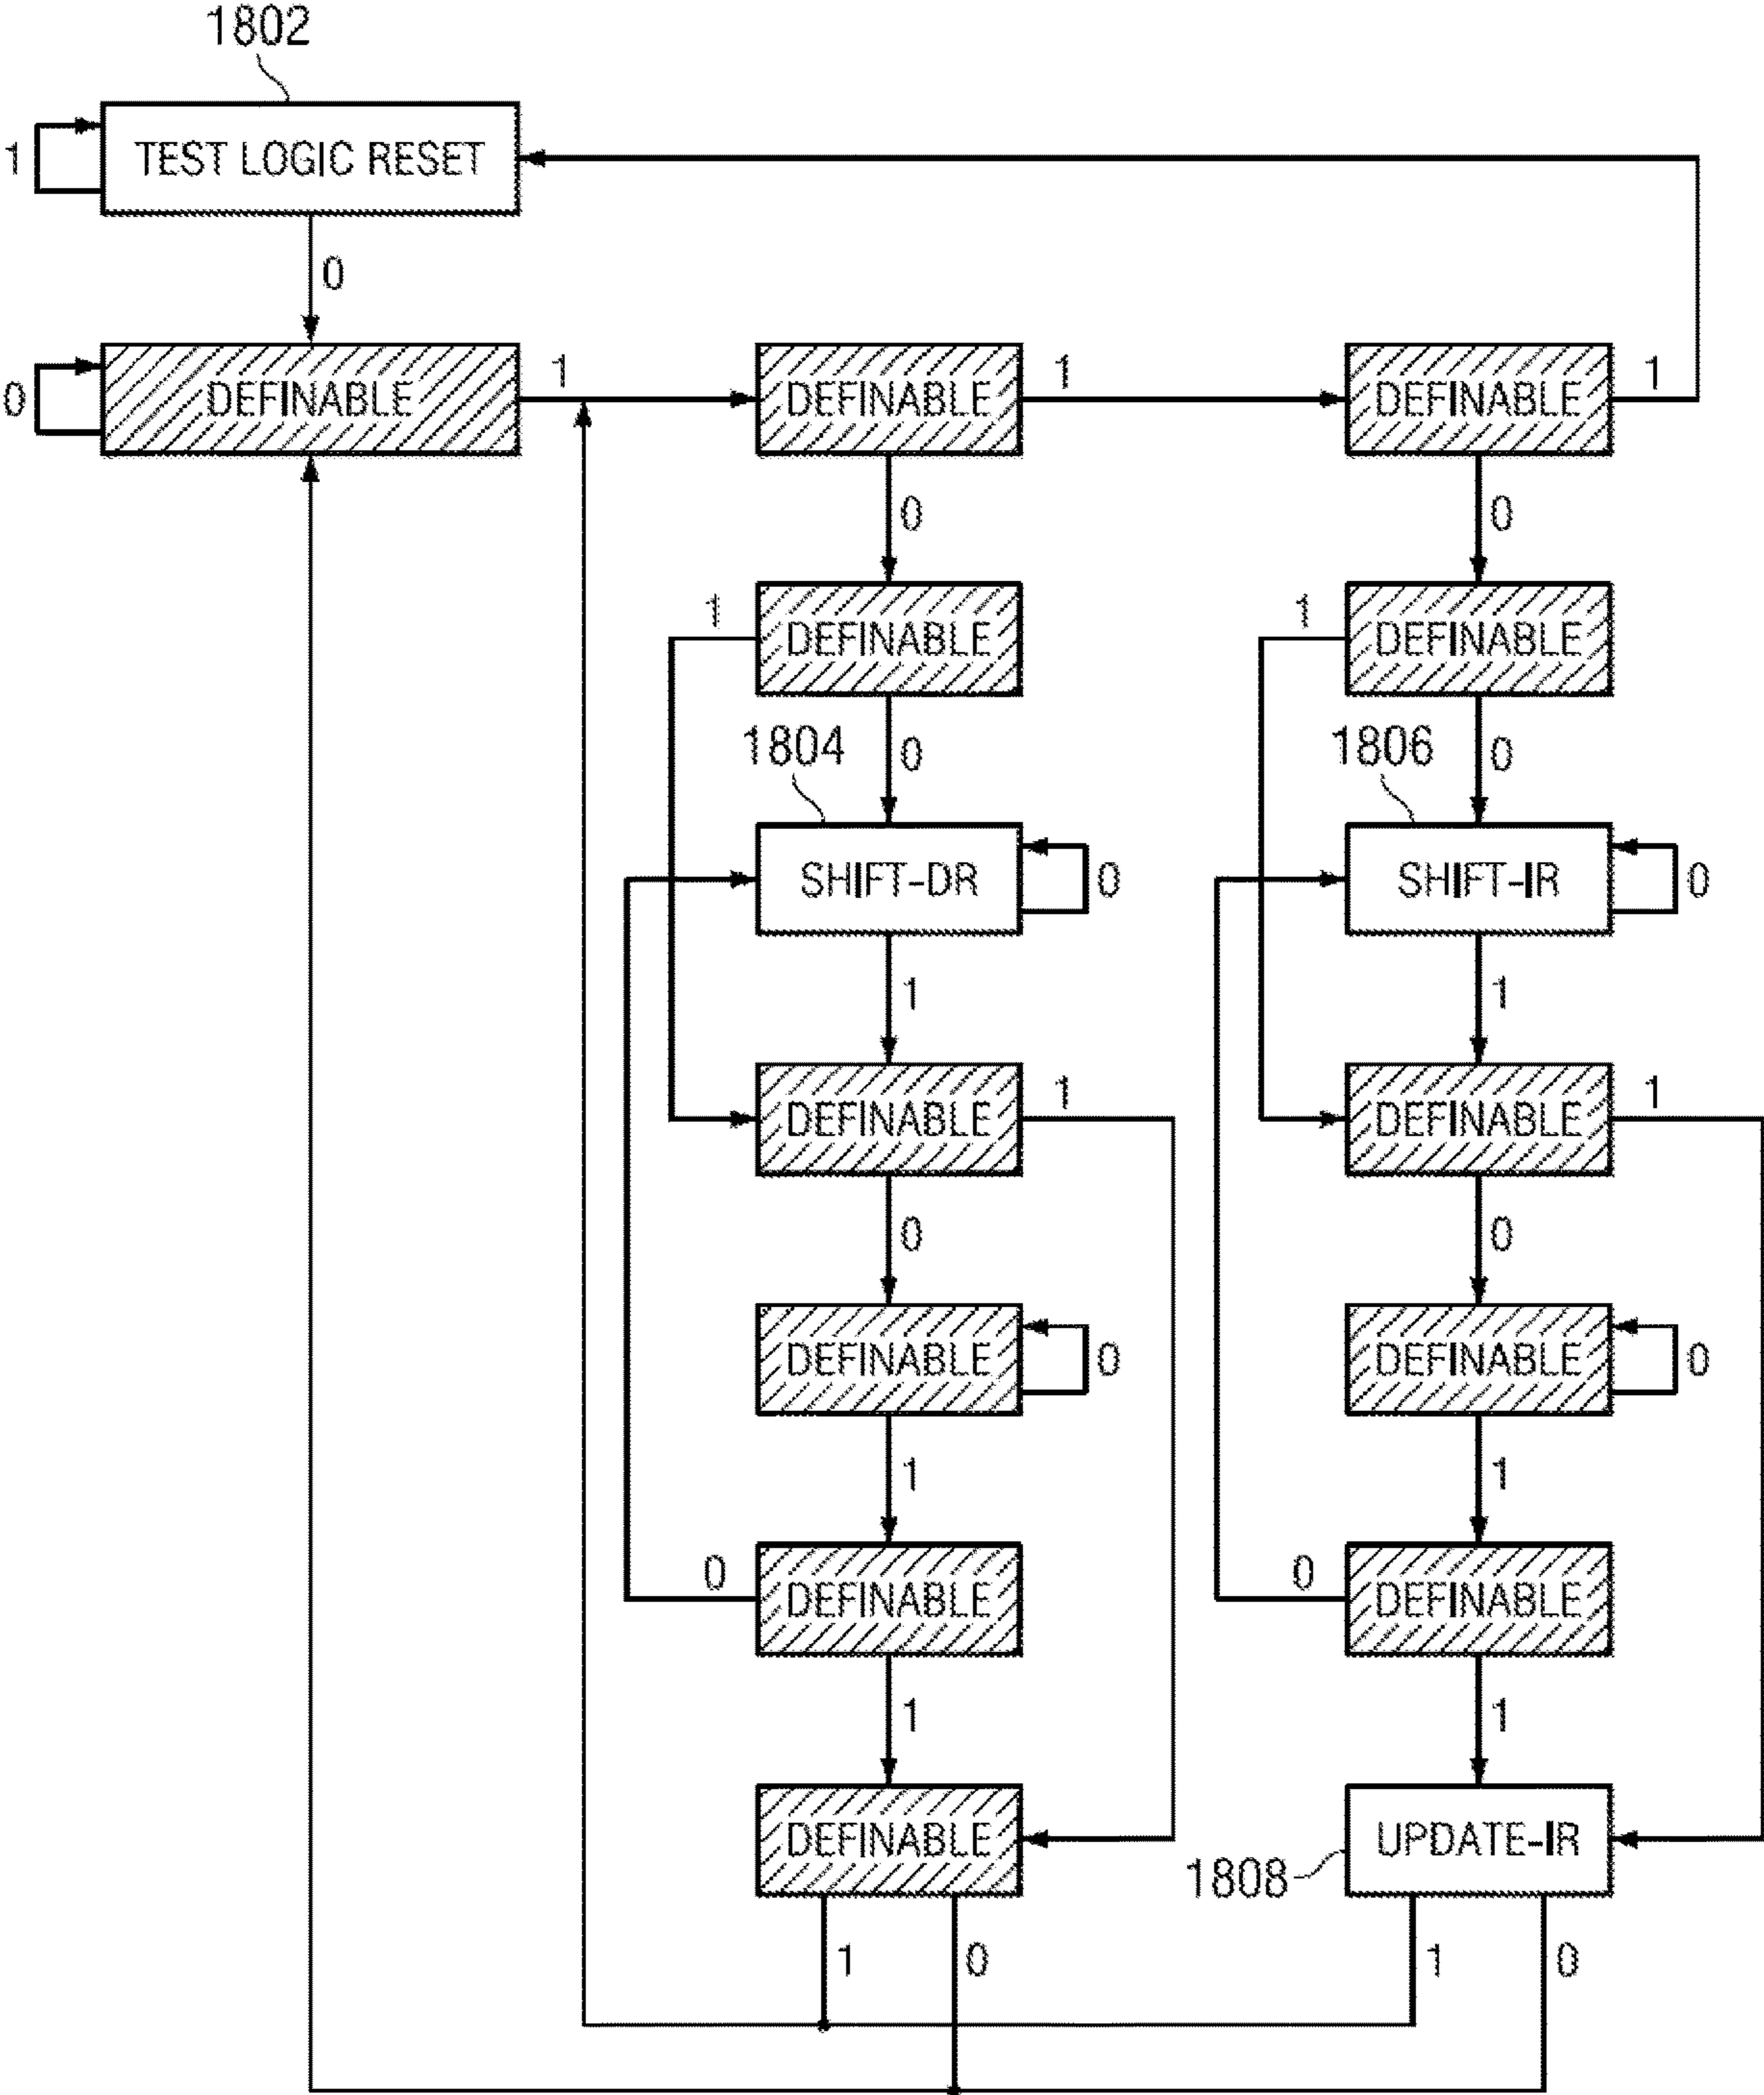 1802
1
TEST LOGIC RESET
0
0
DEFINABLE
1
DEFINABLE
1
DEFINABLE
1
0
0
1
DEFINABLE
1
DEFINABLE
1804
0
1806
0
SHIFT-DR
0
SHIFT-IR
0
1
1
DEFINABLE
1
DEFINABLE
1
0
0
DEFINABLE
0
DEFINABLE
0
1
1
0
DEFINABLE
0
DEFINABLE
1
1
DEFINABLE
UPDATE-IR
1808
1
0
1
0